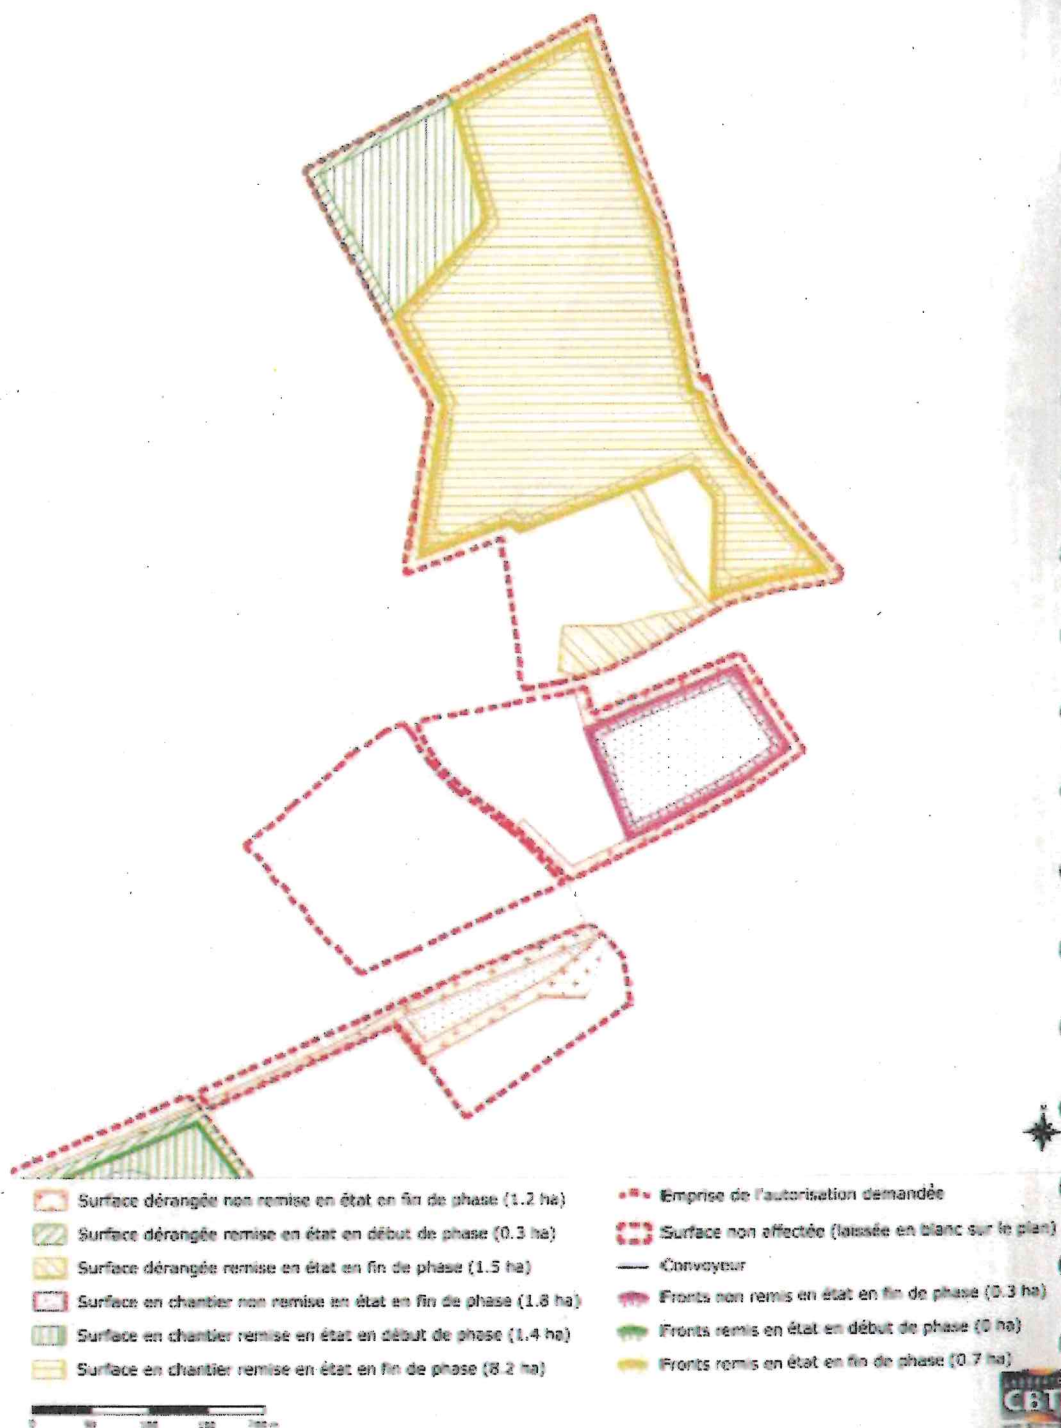 Surface dérangée non remise en état en fin de phase (1.2 ha)
Surface dérangée remise en état en début de phase (0.3 ha)
Surface dérangée remise en état en fin de phase (1.5 ha)
Surface en chantier non remise en état en fin de phase (1.8 ha)
Surface en chantier remise en état en début de phase (1.4 ha)
Surface en chantier remise en état en fin de phase (8.2 ha)
Emprise de l'autorisation demandée
Surface non affectée (laissée en blanc sur le plan)
Convoyeur
Fronts non remis en état en fin de phase (0.3 ha)
Fronts remis en état en début de phase (0 ha)
Fronts remis en état en fin de phase (0.7 ha)
0 50 100 150 200 m
CBT